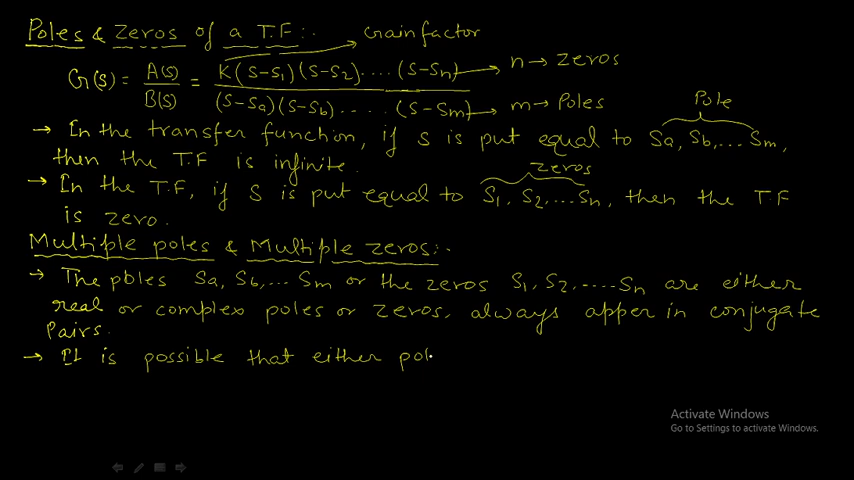 Poles & Zeros of a T.F :- Gain factor
G(s) = A(s) / B(s) = K(s-s1)(s-s2) .... (s-sn) / (s-sa)(s-sb) ..... (s-sm)
n → zeros
m → Poles
Pole
→ In the transfer function, if s is put equal to sa, sb, ... sm,
then the T.F is infinite.
zeros
→ In the T.F, if s is put equal to s1, s2, ... sn, then the T.F
is zero.
Multiple poles & Multiple zeros:-
→ The poles sa, sb, ... sm or the zeros s1, s2, ..... sn are either
real or complex poles or zeros, always apper in conjugate
pairs.
→ It is possible that either pol
Activate Windows
Go to Settings to activate Windows.